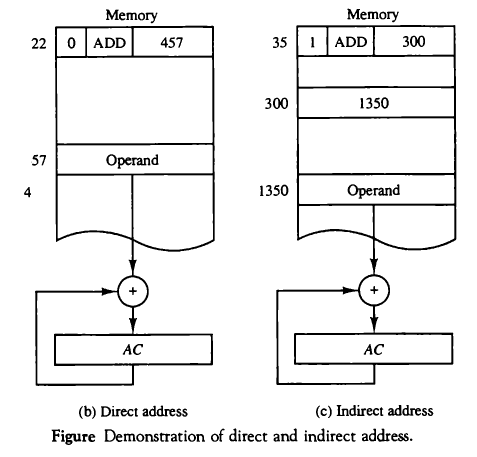 Memory
22 0 ADD 457
57 Operand
4
+
AC
(b) Direct address
Memory
35 1 ADD 300
300 1350
1350 Operand
+
AC
(c) Indirect address
Figure Demonstration of direct and indirect address.